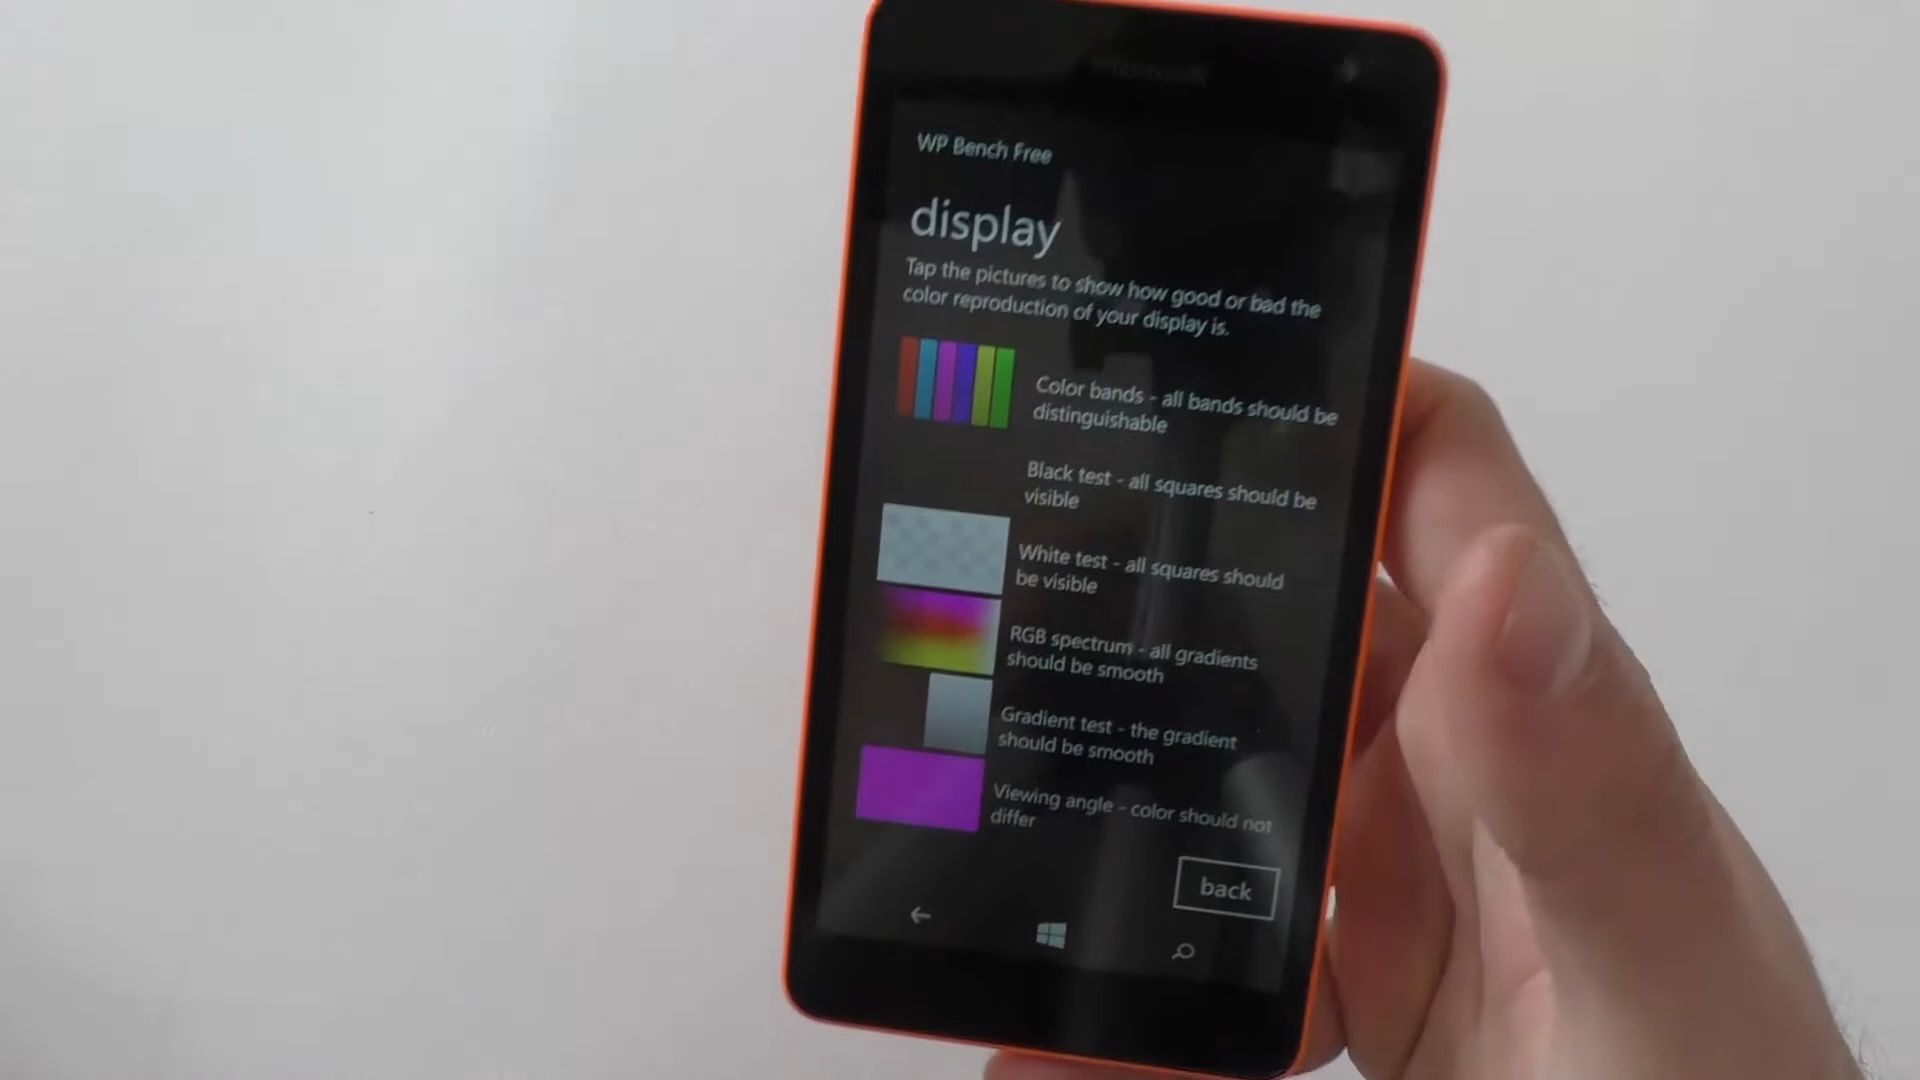 WP Bench Free
display
Tap the pictures to show how good or bad the
color reproduction of your display is.
Color bands - all bands should be
distinguishable
Black test - all squares should be
visible
White test - all squares should
be visible
RGB spectrum - all gradients
should be smooth
Gradient test - the gradient
should be smooth
Viewing angle - color should not
differ
back